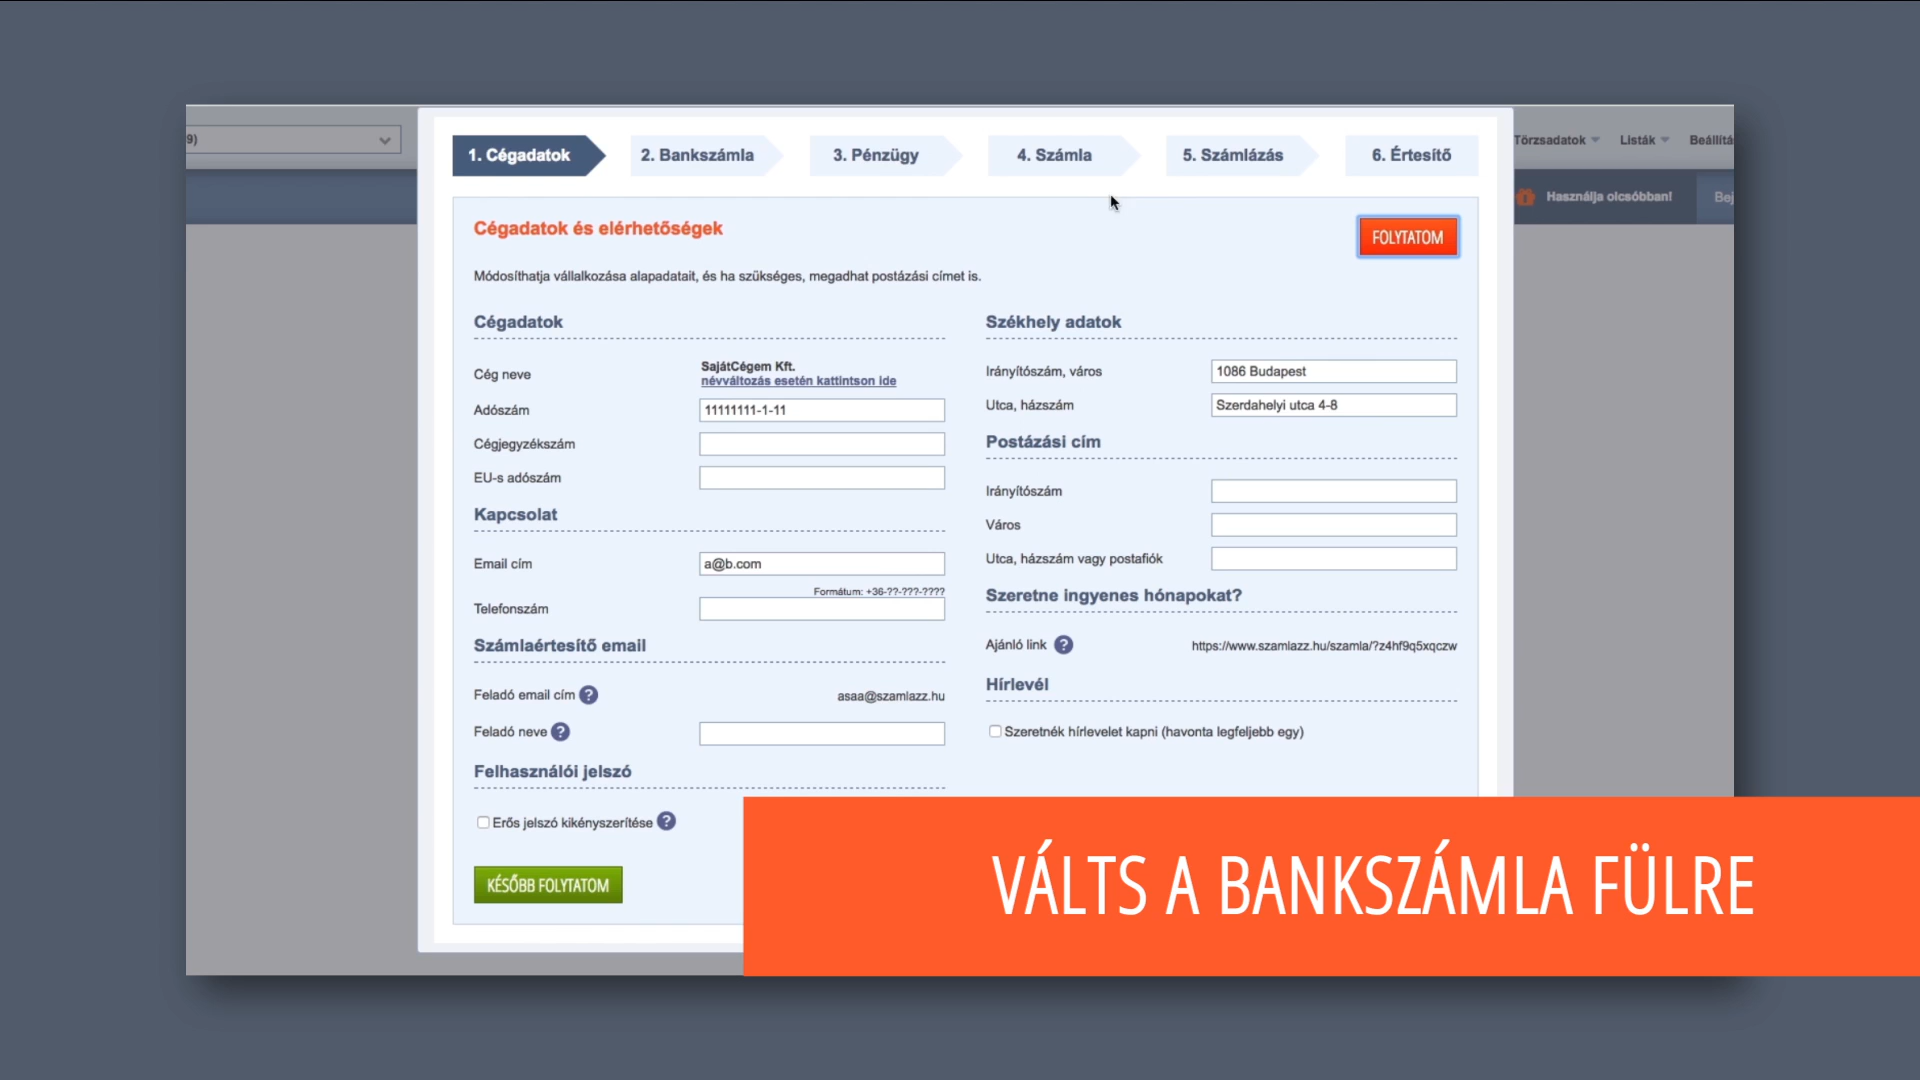 9)
1. Cégadatok
2. Bankszámla
3. Pénzügy
4. Számla
5. Számlázás
6. Értesítő
Törzsadatok
Listák
Beállítá
Használja olcsóbban!
Bej
Cégadatok és elérhetőségek
FOLYTATOM
Módosíthatja vállalkozása alapadatait, és ha szükséges, megadhat postázási címet is.
Cégadatok
Cég neve
SajátCégem Kft.
névváltozás esetén kattintson ide
Adószám
11111111-1-11
Cégjegyzékszám
EU-s adószám
Kapcsolat
Email cím
a@b.com
Formátum: +36-??-???-????
Telefonszám
Számlaértesítő email
Feladó email cím ?
asaa@szamlazz.hu
Feladó neve ?
Felhasználói jelszó
Erős jelszó kikényszerítése ?
KÉSŐBB FOLYTATOM
Székhely adatok
Irányítószám, város
1086 Budapest
Utca, házszám
Szerdahelyi utca 4-8
Postázási cím
Irányítószám
Város
Utca, házszám vagy postafiók
Szeretne ingyenes hónapokat?
Ajánló link ?
https://www.szamlazz.hu/szamla/?z4hf9q5xqczw
Hírlevél
Szeretnék hírlevelet kapni (havonta legfeljebb egy)
VÁLTS A BANKSZÁMLA FÜLRE